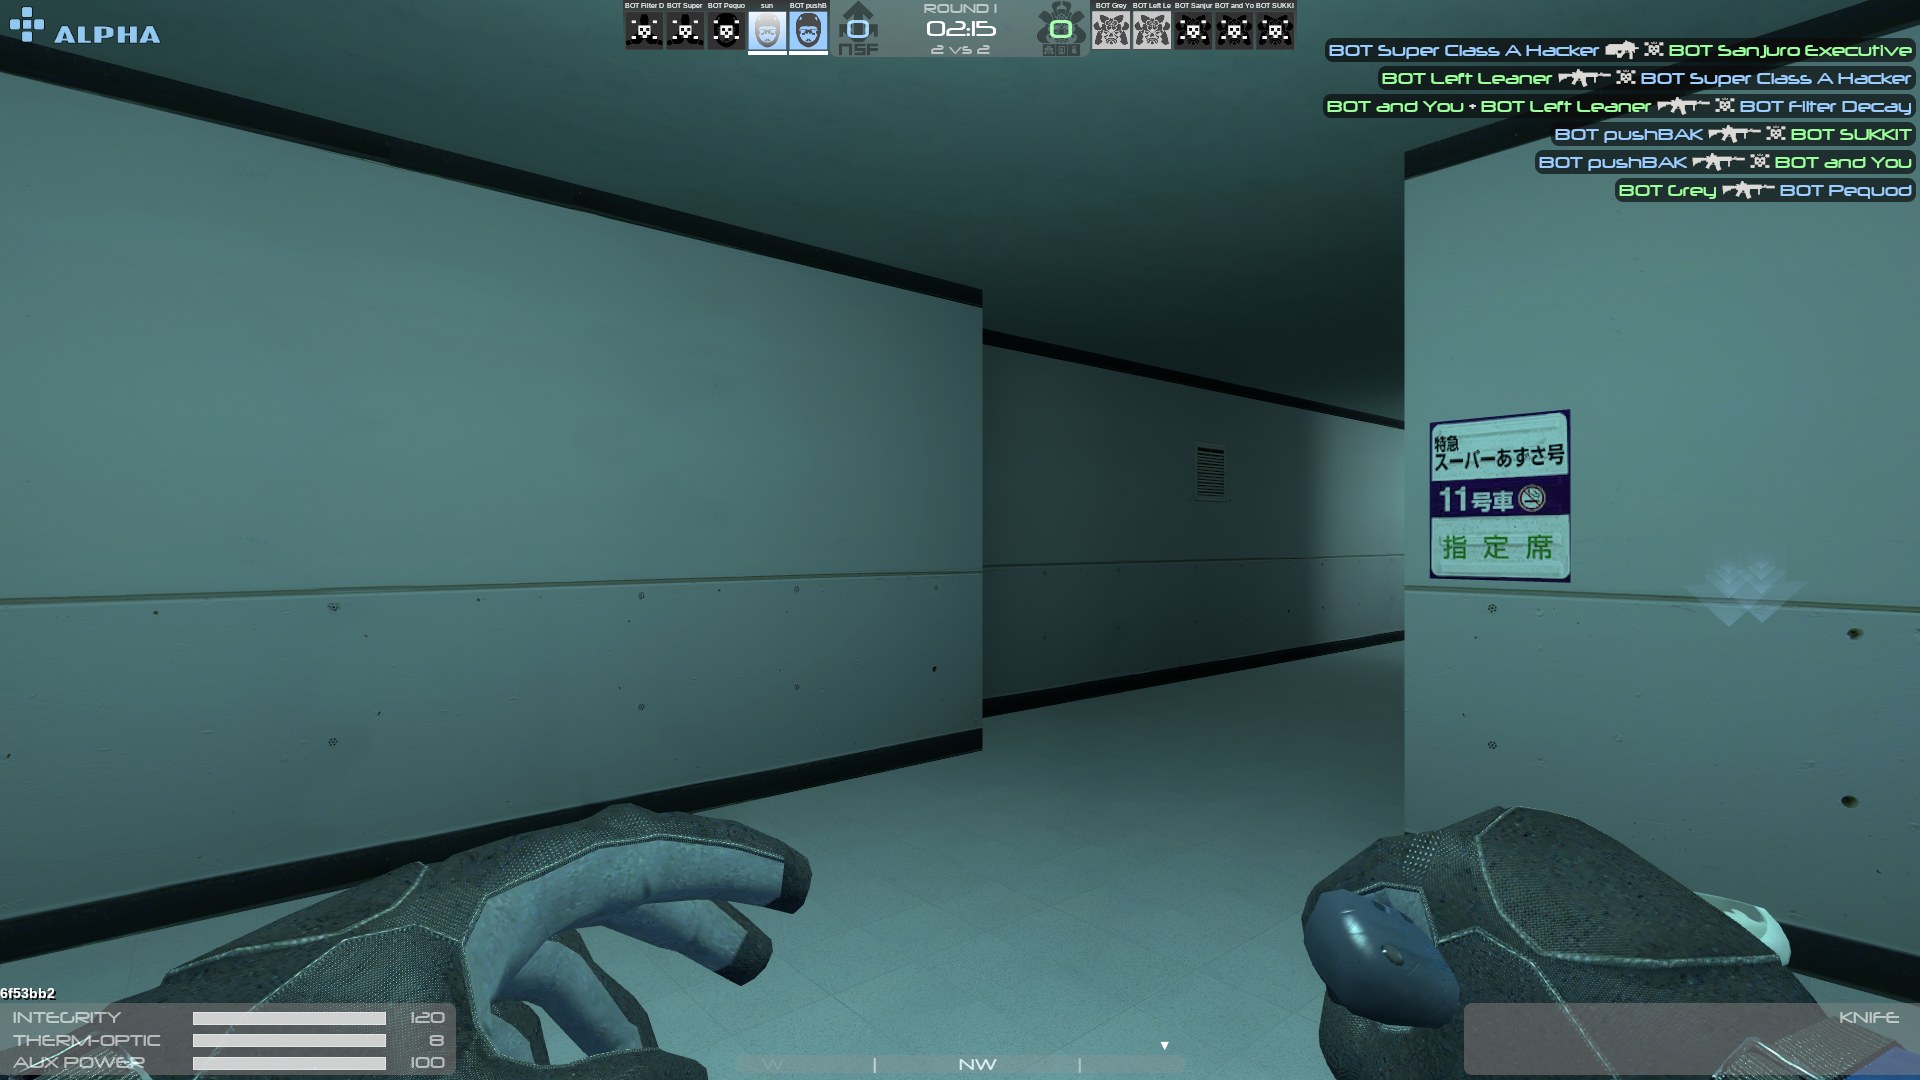 ALPHA
BOT Filter D
BOT Super
BOT Pequo
sun
BOT pushB
0
NSF
ROUND 1
02:15
2 vs 2
0
BOT Grey
BOT Left Le
BOT Sanjur
BOT and Yo
BOT SUKKI
BOT Super Class A Hacker BOT Sanjuro Executive
BOT Left Leaner BOT Super Class A Hacker
BOT and You + BOT Left Leaner BOT Filter Decay
BOT pushBAK BOT SUKKIT
BOT pushBAK BOT and You
BOT Grey BOT Pequod
特急
スーパーあずさ号
11号車
指定席
6f53bb2
INTEGRITY 120
THERM-OPTIC 8
AUX POWER 100
W | NW |
KNIFE